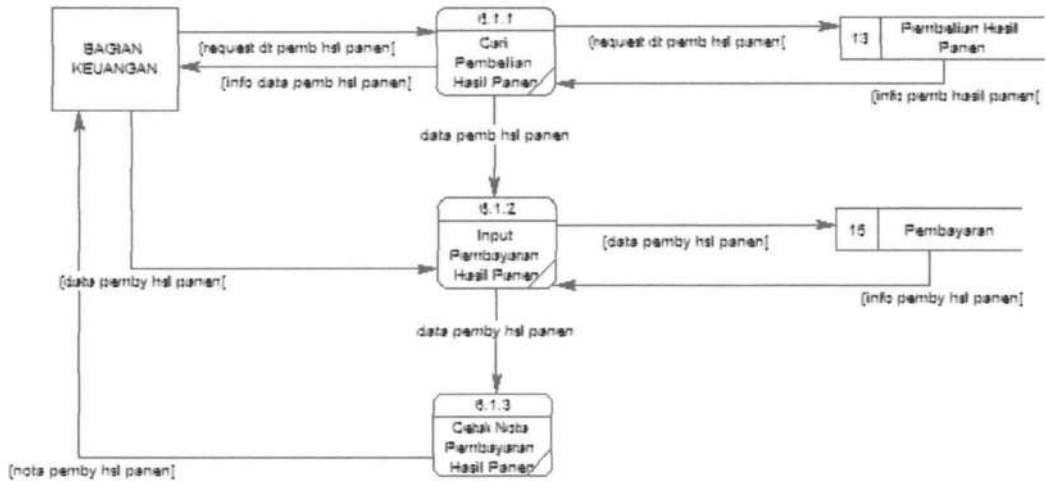 BAGIAN
KEUANGAN
[request dt pemb hsl panen[
[info data pemb hsl panen[
6.1.1
Cari
Pembelian
Hasil Panen
[request dt pemb hsl panen[
13
Pembelian Hasil
Panen
[info pemb hasil panen[
data pemb hsl panen
6.1.2
Input
Pembayaran
Hasil Panen
[data pemby hsl panen[
15
Pembayaran
[info pemby hsl panen[
[data pemby hsl panen[
data pemby hsl panen
6.1.3
Cetak Nota
Pembayaran
Hasil Panen
[nota pemby hsl panen[